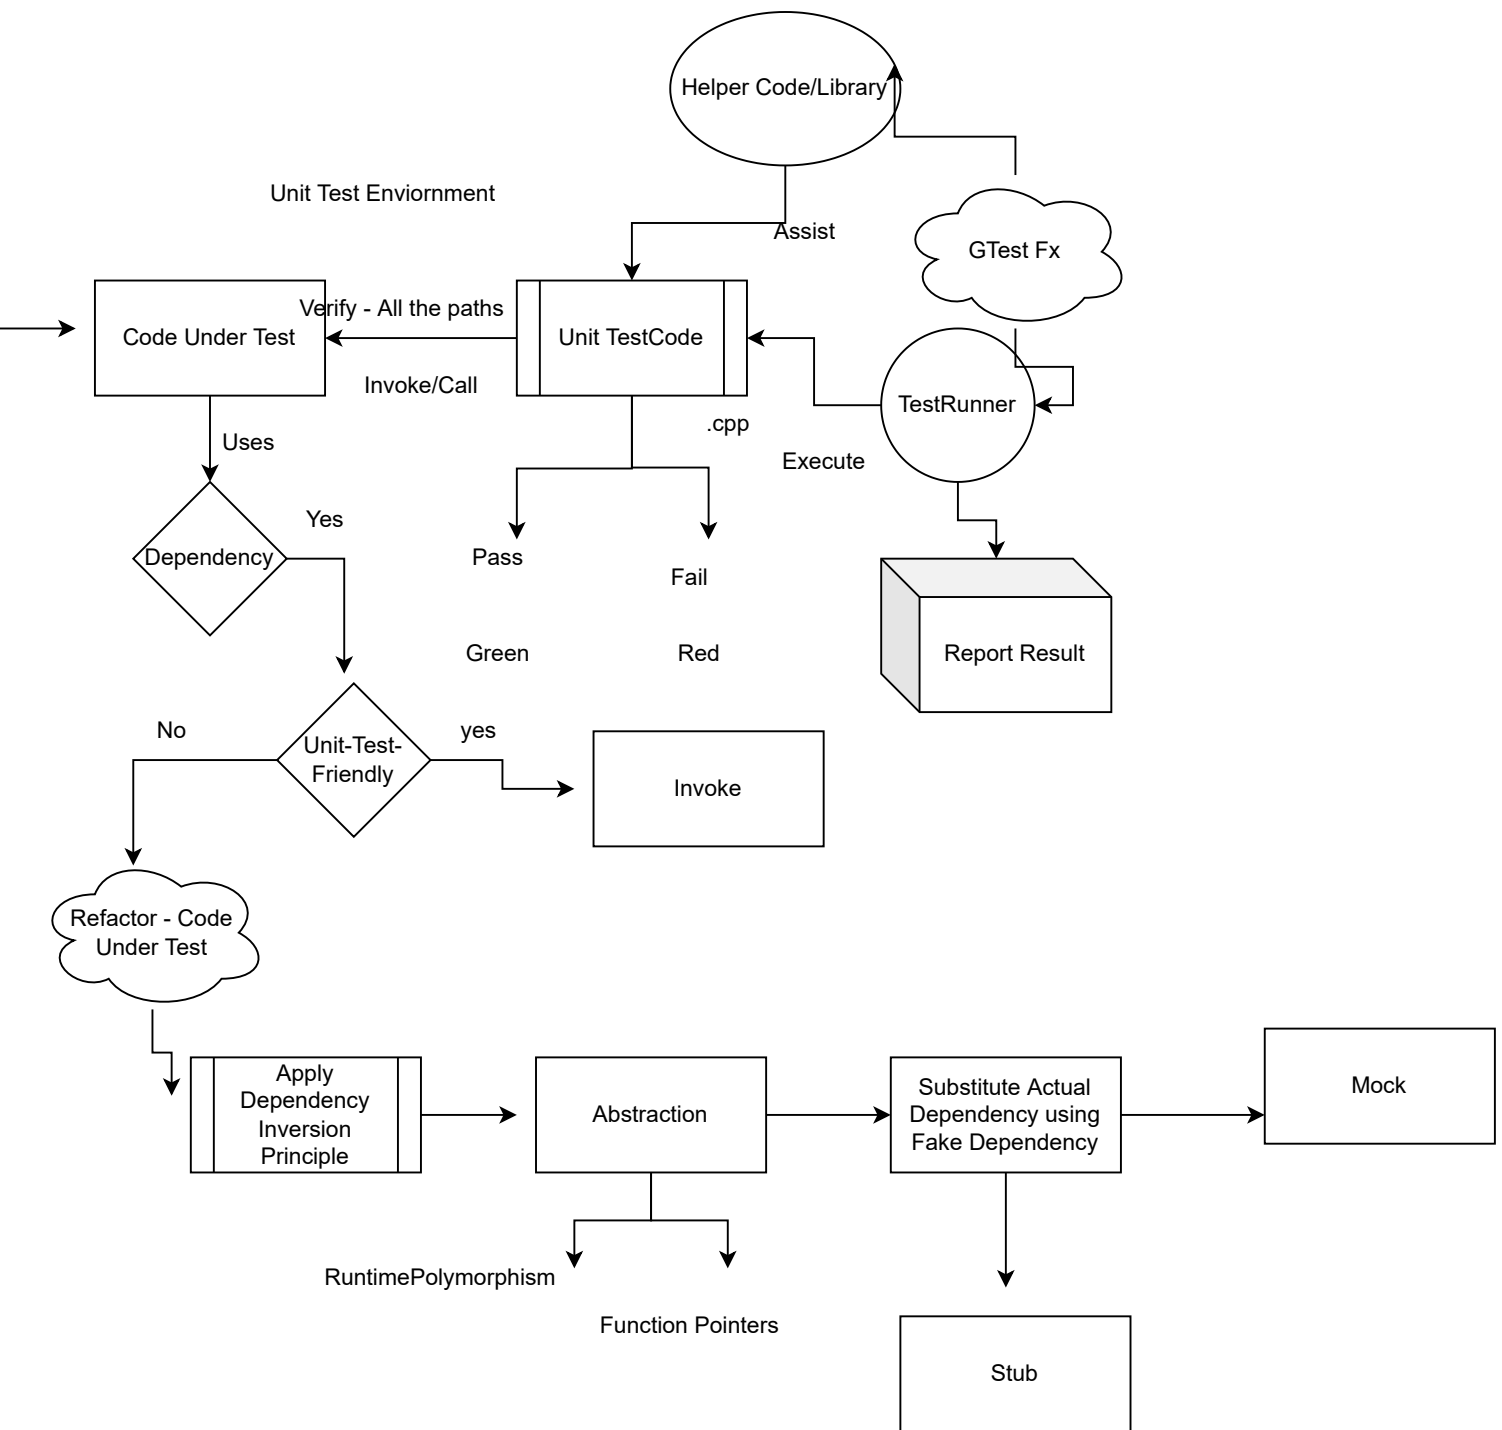 Helper Code/Library
Unit Test Enviornment
Assist
GTest Fx
Verify - All the paths
Code Under Test
Unit TestCode
Invoke/Call
TestRunner
.cpp
Uses
Execute
Yes
Dependency
Pass
Fail
Green
Red
Report Result
No
yes
Unit-Test-
Friendly
Invoke
Refactor - Code
Under Test
Apply
Dependency
Inversion
Principle
Abstraction
Substitute Actual
Dependency using
Fake Dependency
Mock
RuntimePolymorphism
Function Pointers
Stub